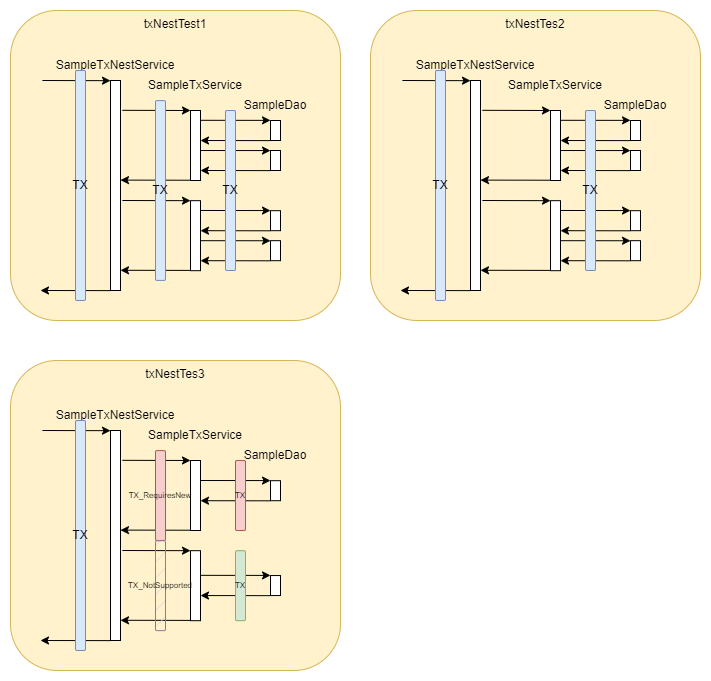 txNestTest1
SampleTxNestService
SampleTxService
SampleDao
TX
TX
TX
txNestTes2
SampleTxNestService
SampleTxService
SampleDao
TX
TX
txNestTes3
SampleTxNestService
SampleTxService
SampleDao
TX_RequiresNew
TX
TX
TX_NotSupported
TX